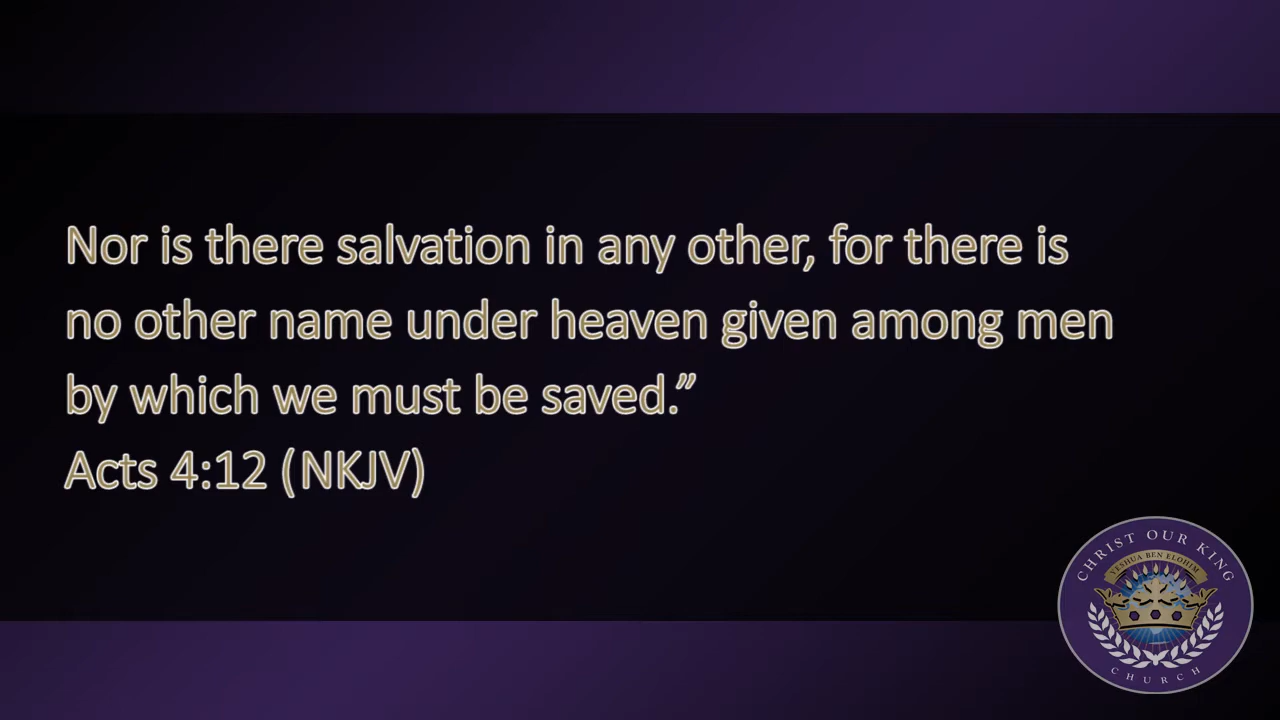 Nor is there salvation in any other, for there is
no other name under heaven given among men
by which we must be saved.”
Acts 4:12 (NKJV)
CHRIST OUR KING
YESHUA BEN ELOHIM
CHURCH